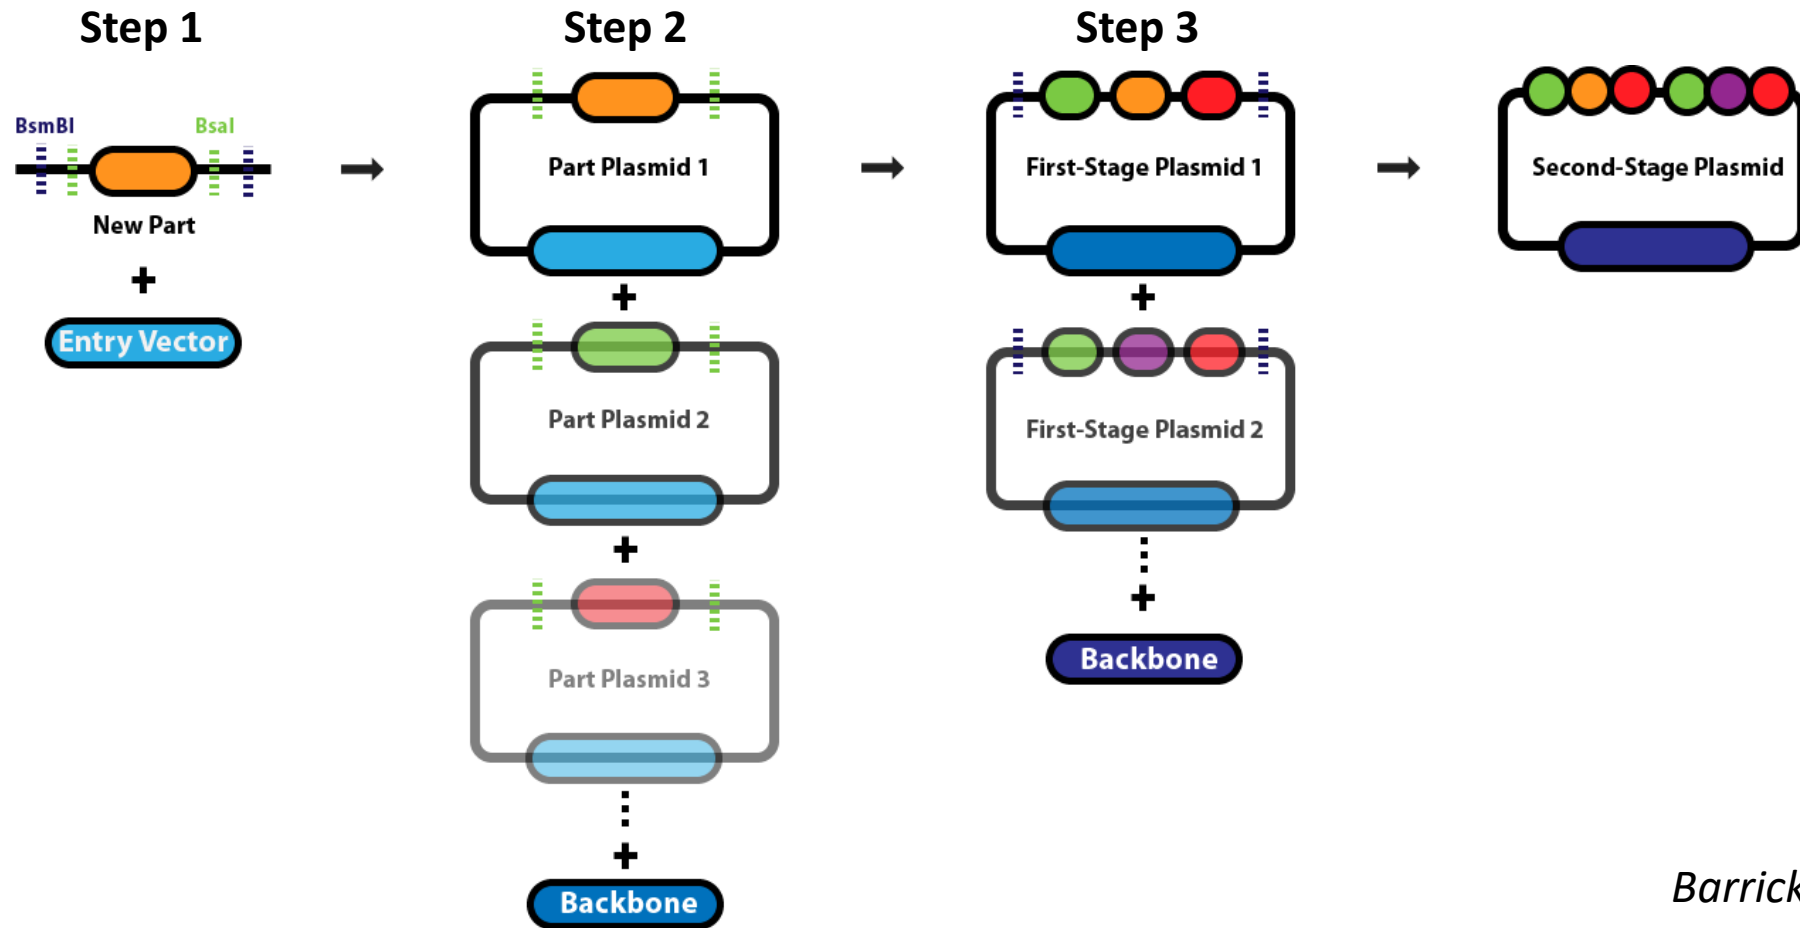 Step 1
BsmBI
BsaI
New Part
+
Entry Vector
Step 2
Part Plasmid 1
+
Part Plasmid 2
+
Part Plasmid 3
+
Backbone
Step 3
First-Stage Plasmid 1
+
First-Stage Plasmid 2
+
Backbone
Second-Stage Plasmid
Barrick